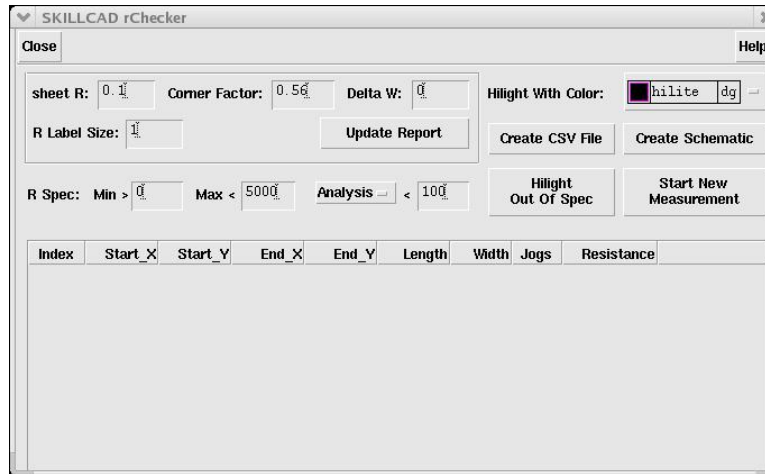 SKILLCAD rChecker
Close Help
sheet R: 0.1 Corner Factor: 0.56 Delta W: 0 Hilight With Color: hilite dg
R Label Size: 1 Update Report Create CSV File Create Schematic
R Spec: Min > 0 Max < 5000 Analysis < 100 Hilight Out Of Spec Start New Measurement
Index Start_X Start_Y End_X End_Y Length Width Jogs Resistance